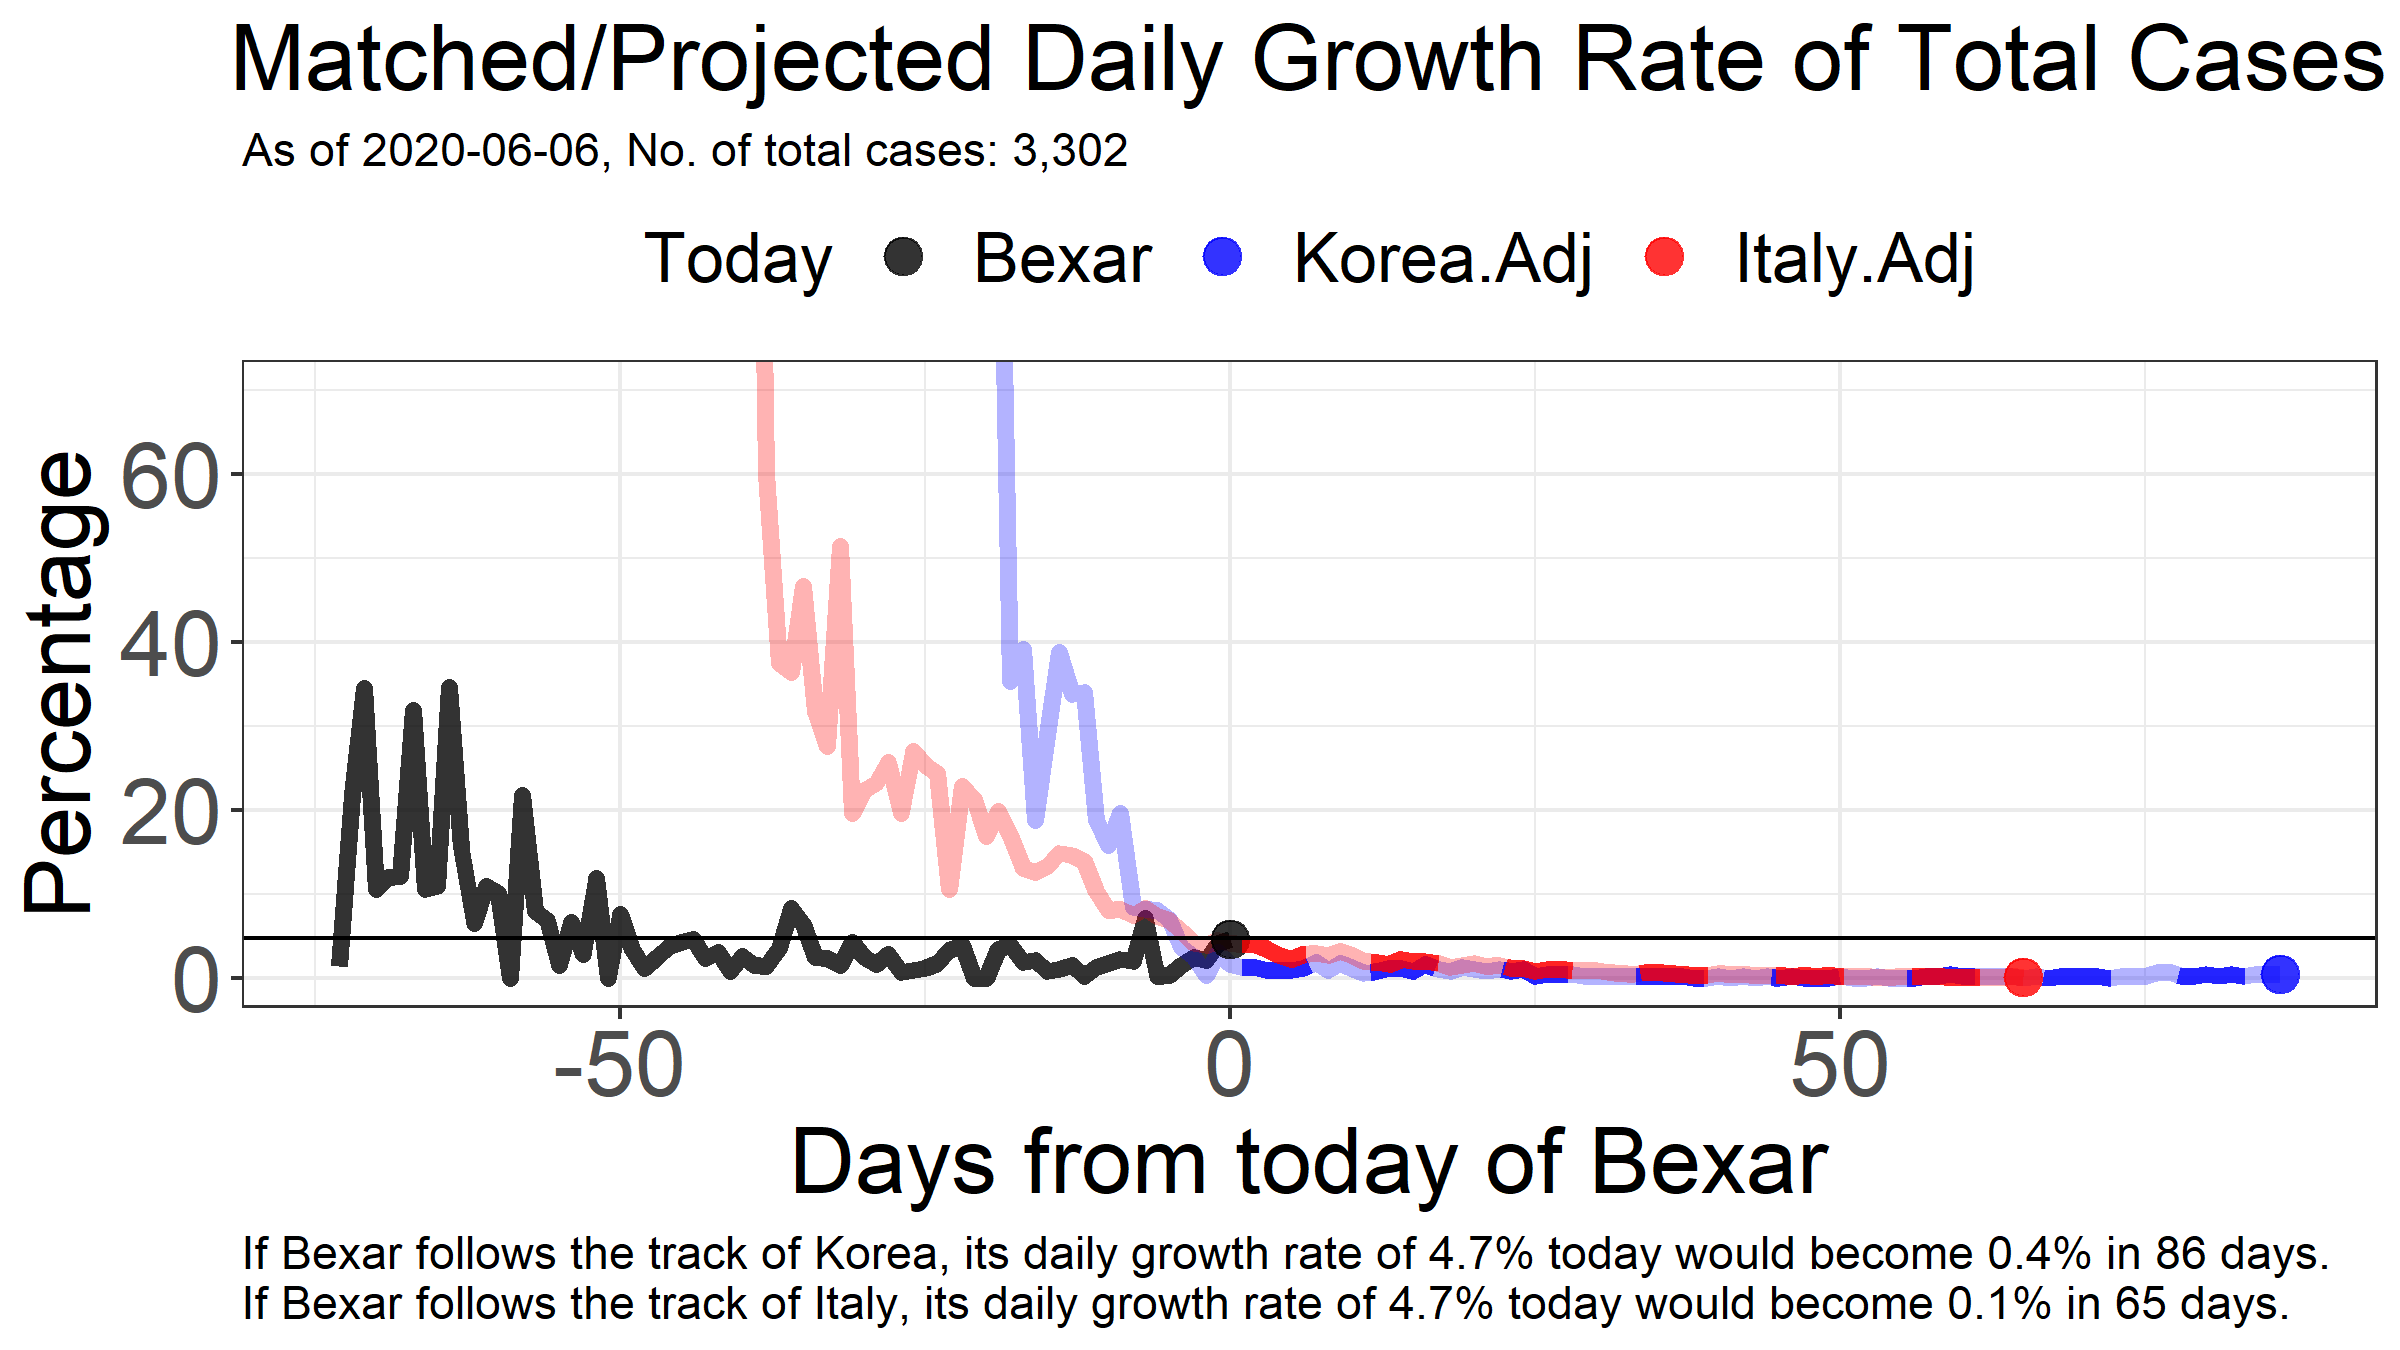 Matched/Projected Daily Growth Rate of Total Cases
As of 2020-06-06, No. of total cases: 3,302
Today Bexar Korea.Adj Italy.Adj
Percentage
60
40
20
0
-50 0 50
Days from today of Bexar
If Bexar follows the track of Korea, its daily growth rate of 4.7% today would become 0.4% in 86 days.
If Bexar follows the track of Italy, its daily growth rate of 4.7% today would become 0.1% in 65 days.